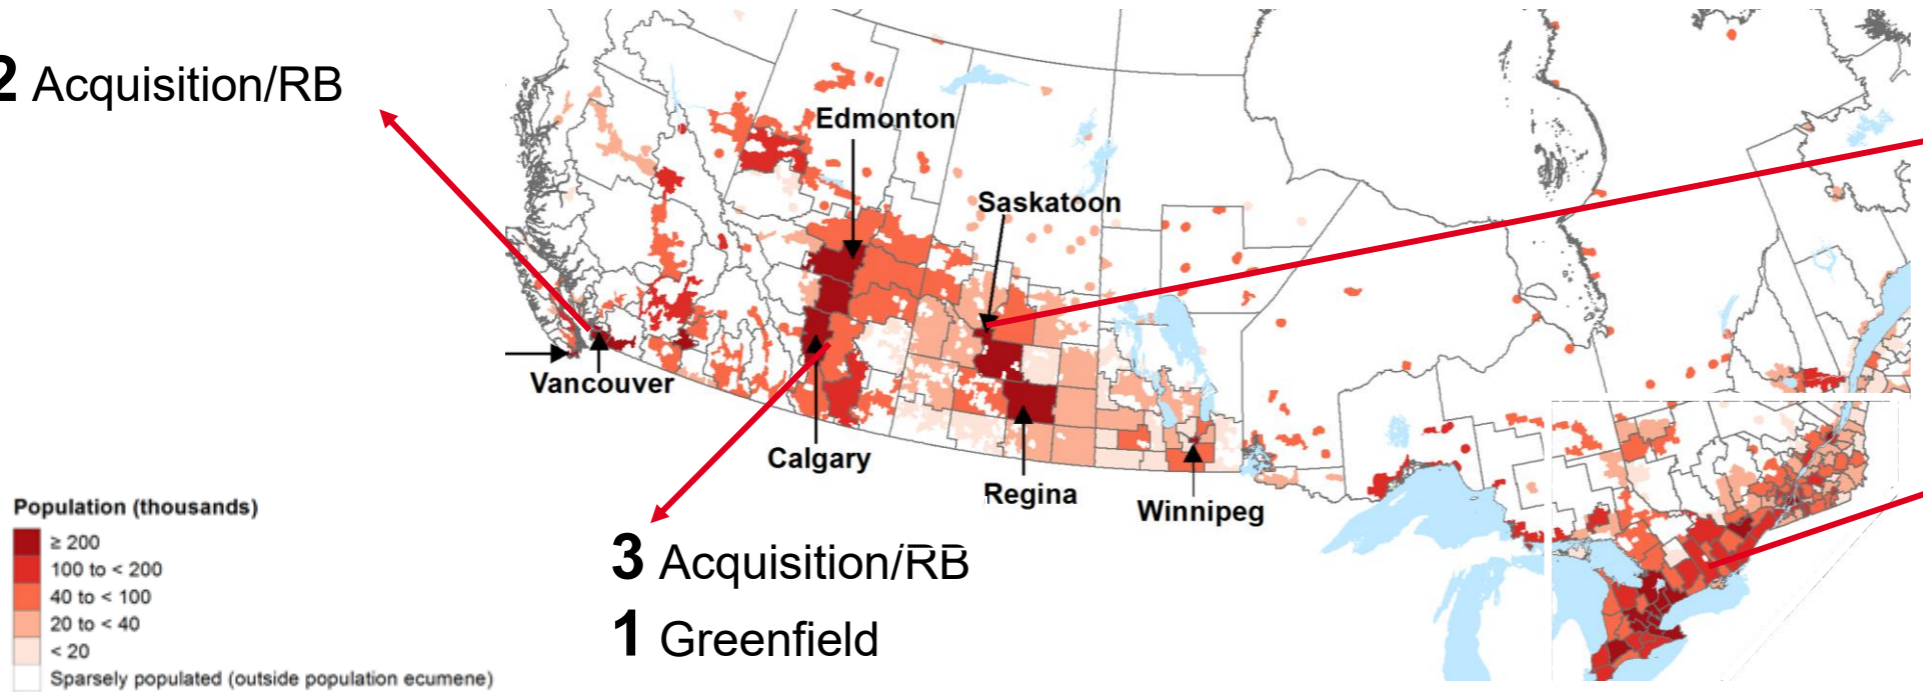 2 Acquisition/RB
Edmonton
Saskatoon
Vancouver
Calgary
Regina
Winnipeg
3 Acquisition/RB
1 Greenfield
Population (thousands)
≥ 200
100 to < 200
40 to < 100
20 to < 40
< 20
Sparsely populated (outside population ecumene)